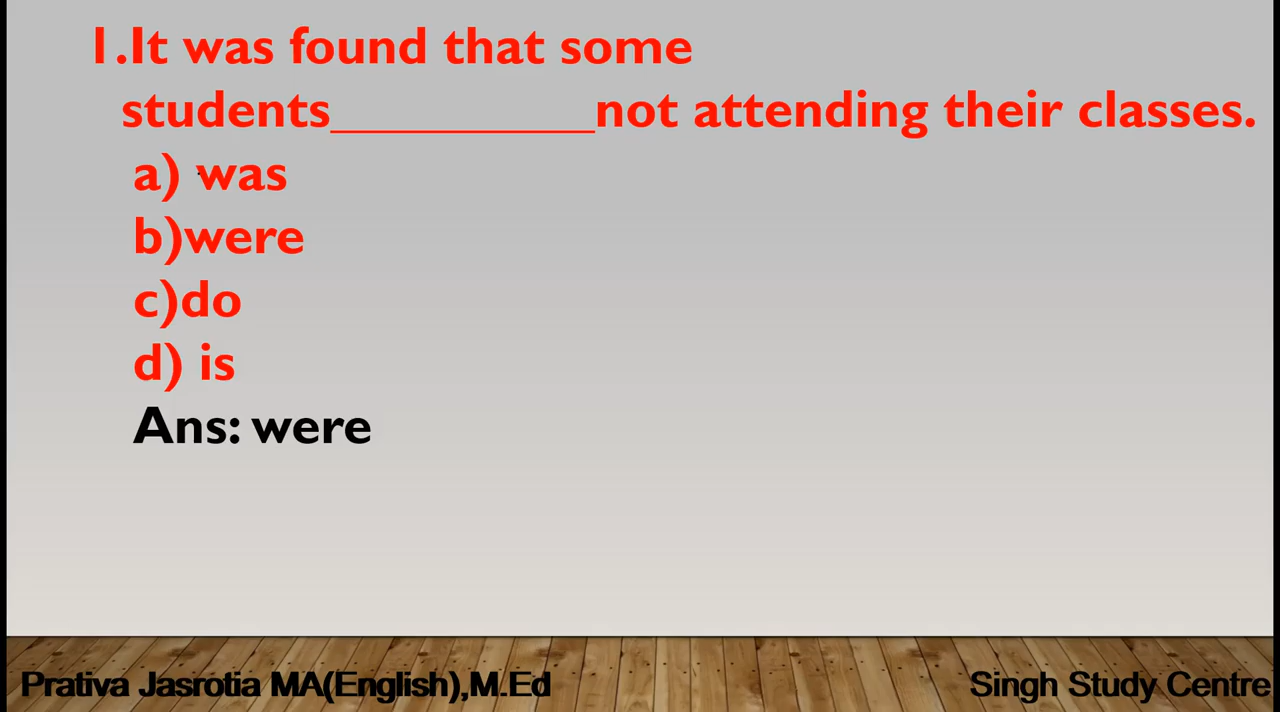 1.It was found that some
students__________not attending their classes.
a) was
b)were
c)do
d) is
Ans: were
Prativa Jasrotia MA(English),M.Ed
Singh Study Centre